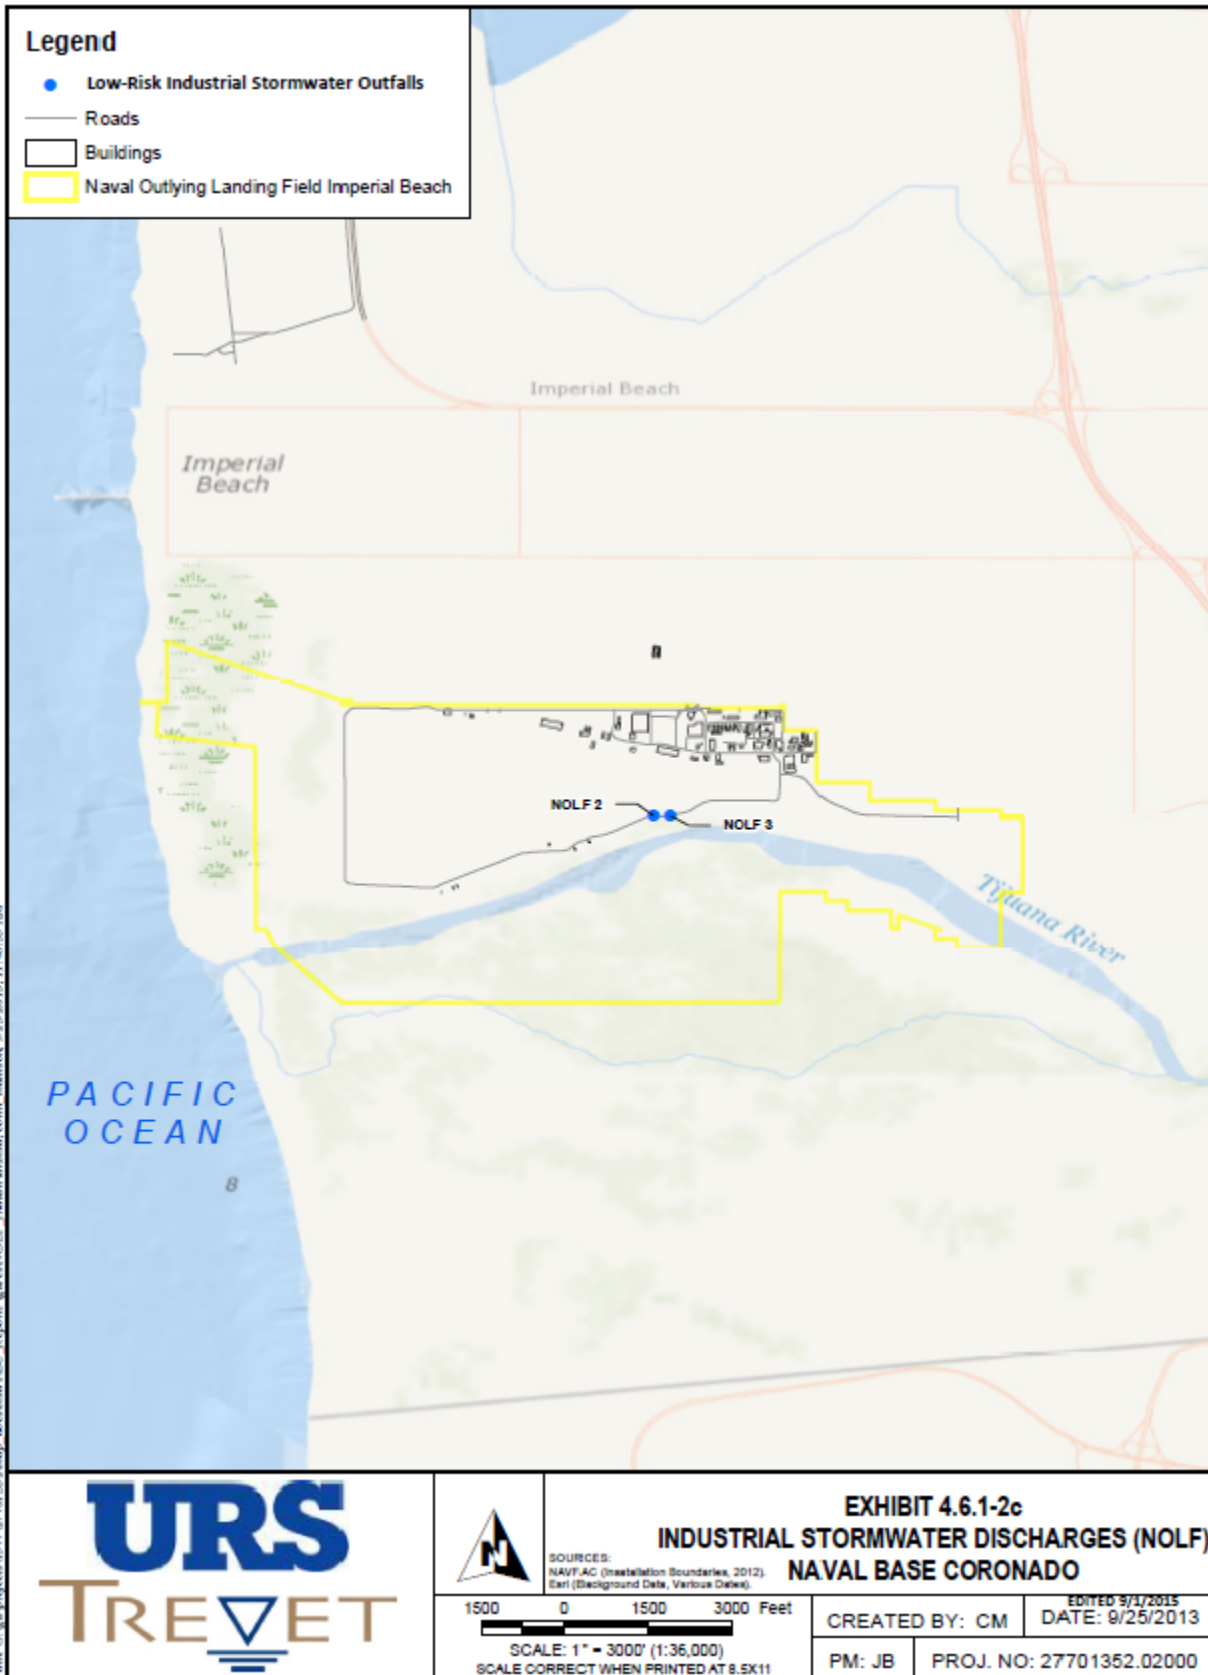 Legend
Low-Risk Industrial Stormwater Outfalls
Roads
Buildings
Naval Outlying Landing Field Imperial Beach
Imperial Beach
Imperial
Beach
NOLF 2
NOLF 3
Tijuana River
PACIFIC
OCEAN
8
URS
TREVET
N
SOURCES:
NAVFAC (Installation Boundaries, 2012).
Esri (Background Data, Various Dates).
EXHIBIT 4.6.1-2c
INDUSTRIAL STORMWATER DISCHARGES (NOLF)
NAVAL BASE CORONADO
1500 0 1500 3000 Feet
SCALE: 1" = 3000' (1:36,000)
SCALE CORRECT WHEN PRINTED AT 8.5X11
CREATED BY: CM
EDITED 9/1/2015
DATE: 9/25/2013
PM: JB
PROJ. NO: 27701352.02000